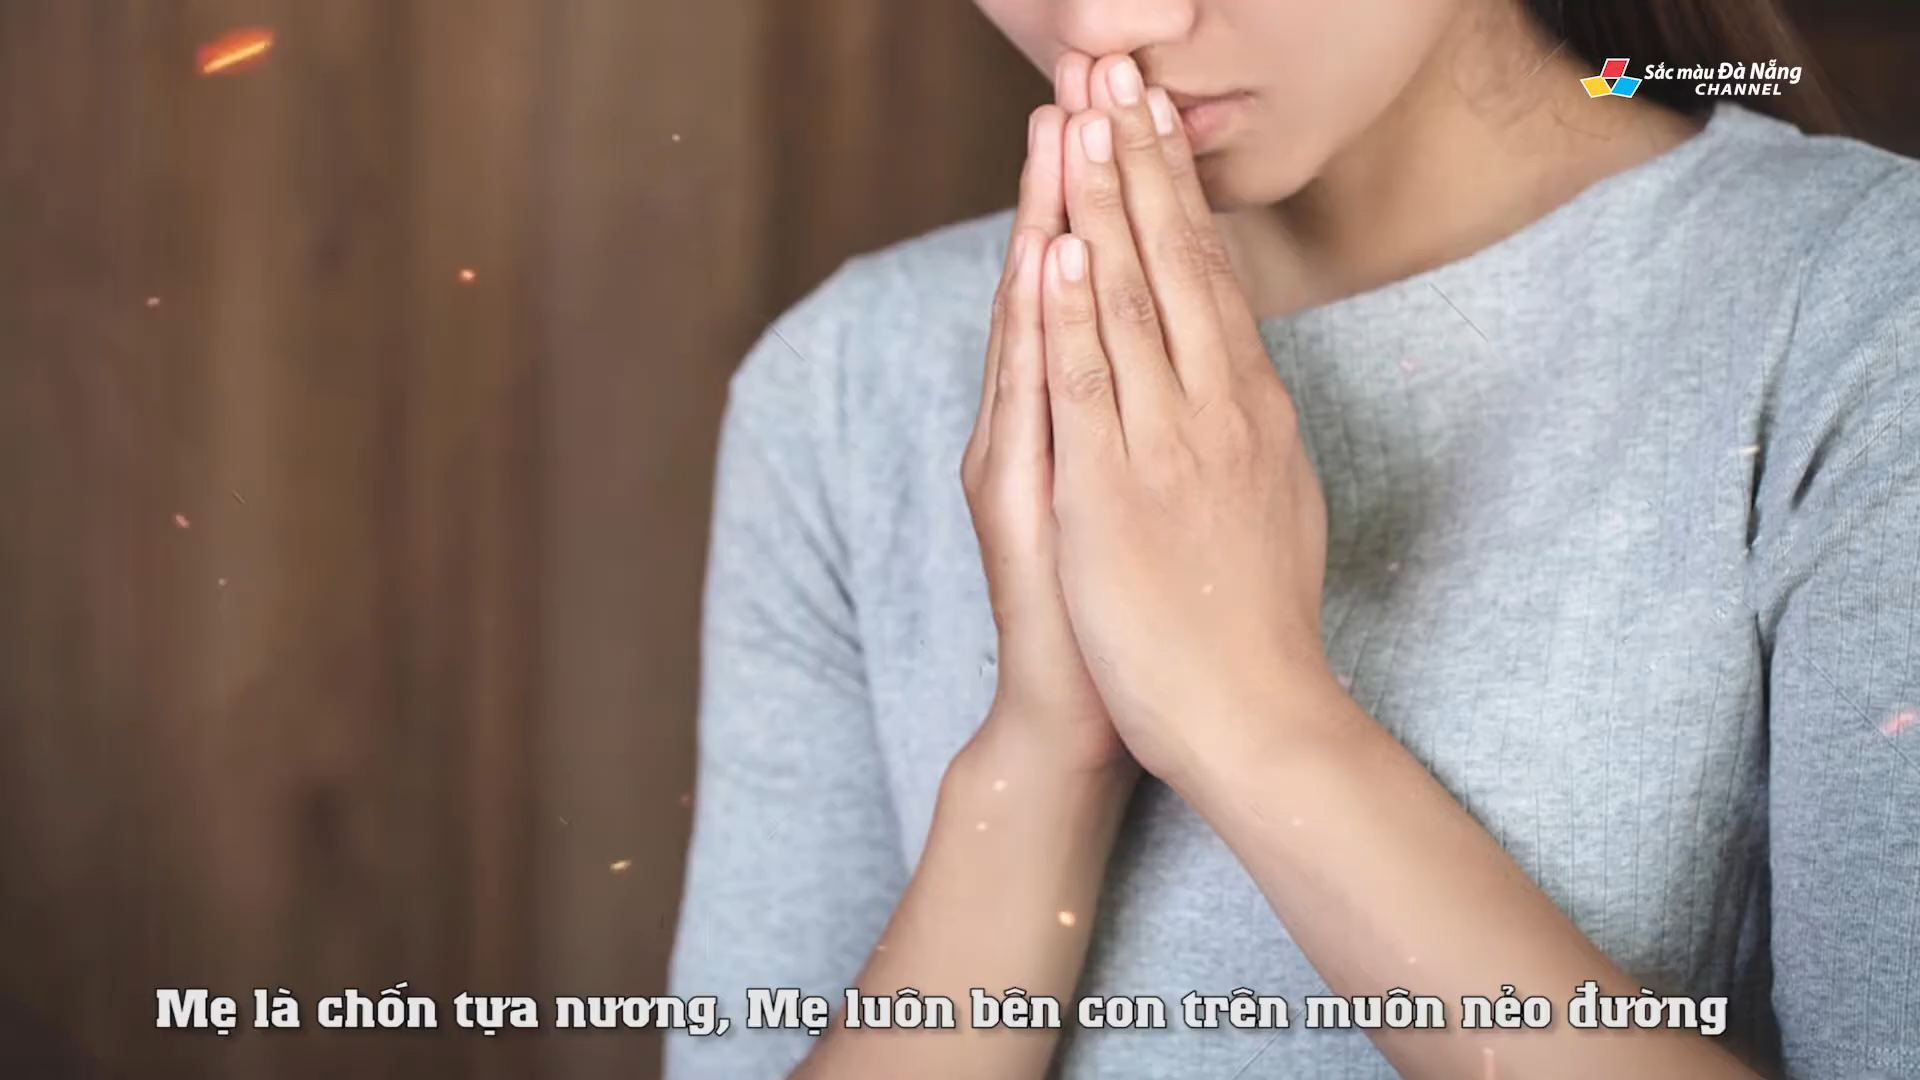 Sắc màu Đà Nẵng
CHANNEL
Mẹ là chốn tựa nương, Mẹ luôn bên con trên muôn nẻo đường